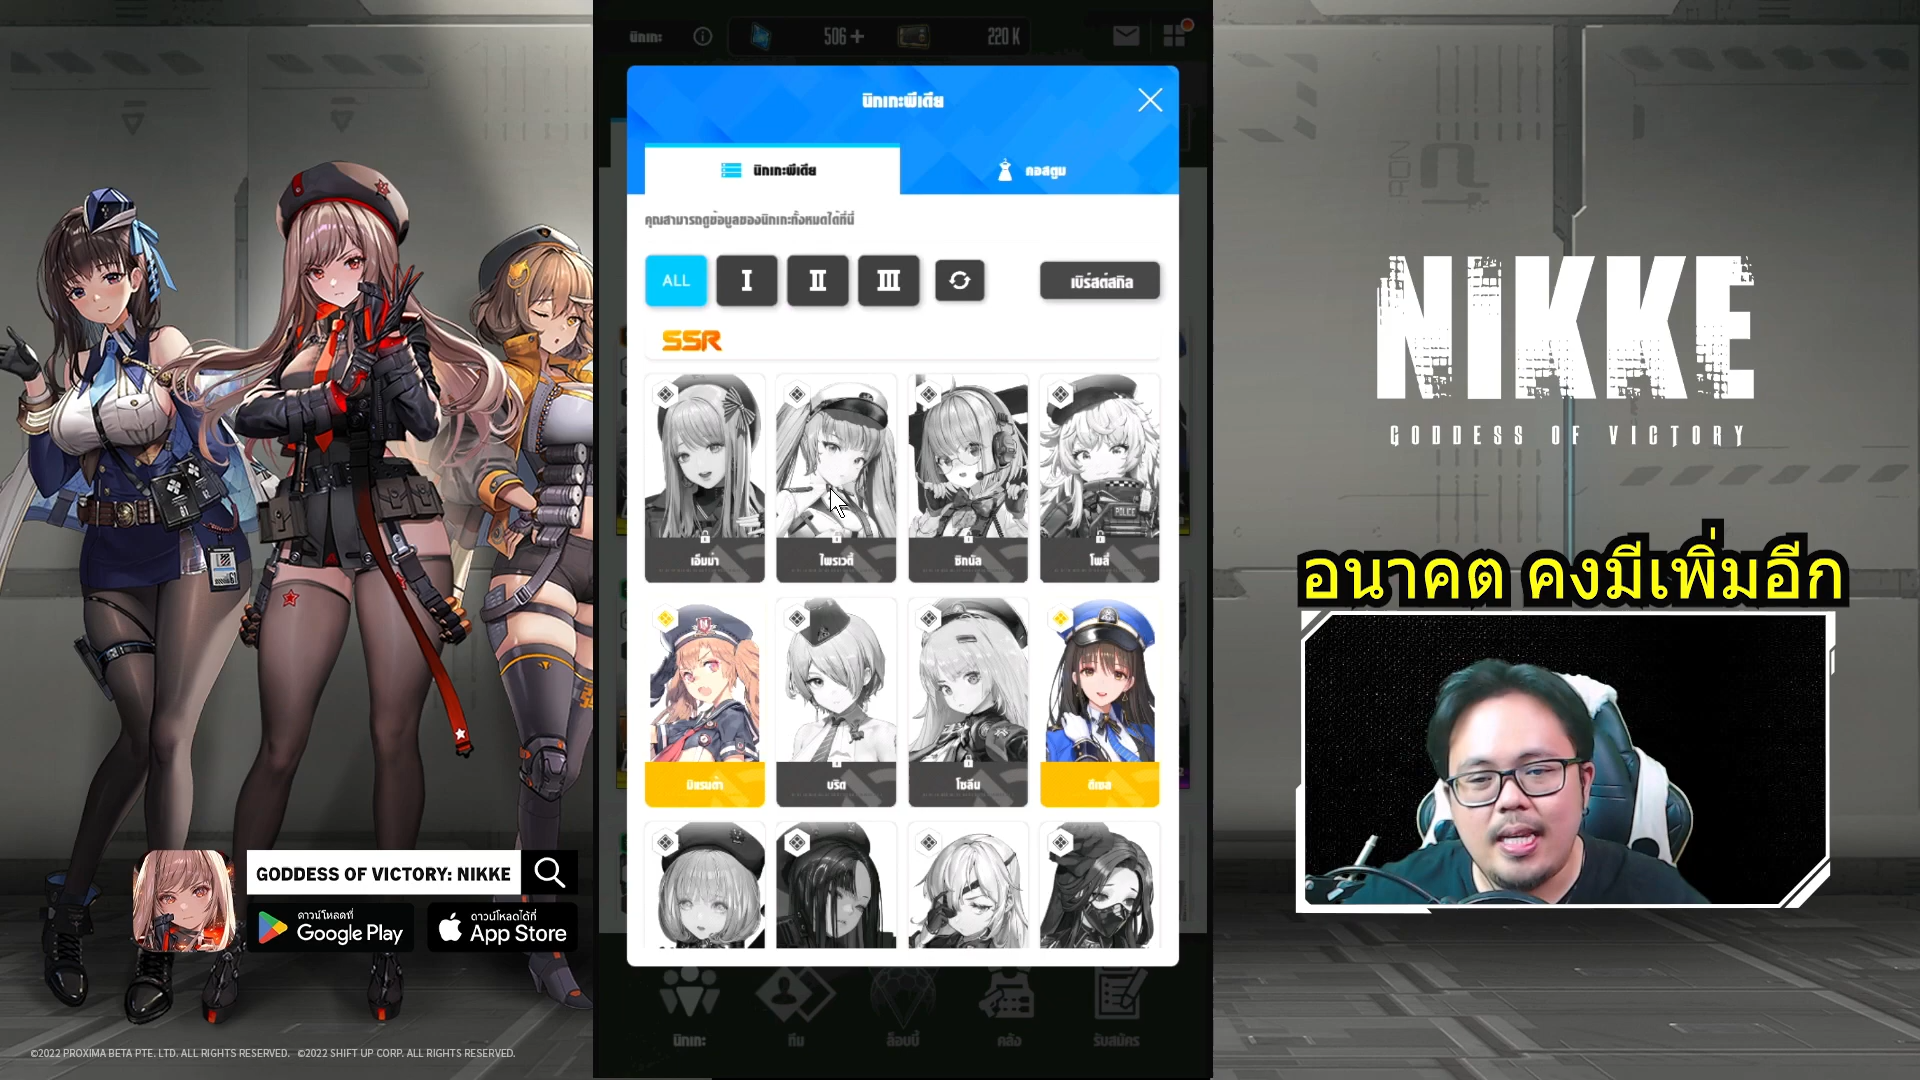 นิกเกะ
506
220 K
นิกเกะพีเดีย
นิกเกะพีเดีย
คอสตูม
คุณสามารถดูข้อมูลของนิกเกะทั้งหมดได้ที่นี่
ALL
I
II
III
เบิร์สต์สกิล
SSR
เอ็มม่า
ไพรเวตี้
ซิกนัล
โพลี่
POLICE
มิแรนด้า
บริด
โซลีน
ดีเซล
นิกเกะ
ทีม
ล็อบบี้
คลัง
รับสมัคร
NIKKE
GODDESS OF VICTORY
อนาคต คงมีเพิ่มอีก
GODDESS OF VICTORY: NIKKE
ดาวน์โหลดที่
Google Play
ดาวน์โหลดได้ที่
App Store
©2022 PROXIMA BETA PTE. LTD. ALL RIGHTS RESERVED. ©2022 SHIFT UP CORP. ALL RIGHTS RESERVED.